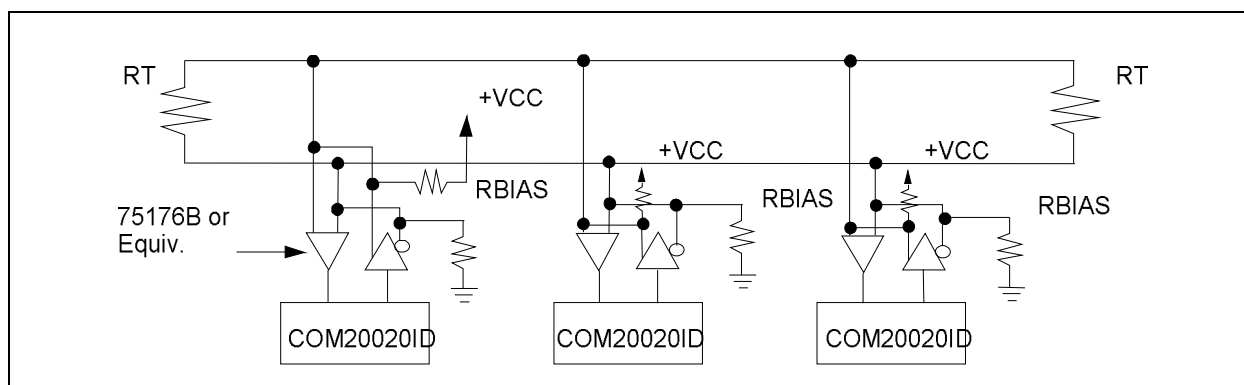 RT
RT
+VCC
+VCC
+VCC
RBIAS
RBIAS
RBIAS
75176B or
Equiv.
COM20020ID
COM20020ID
COM20020ID